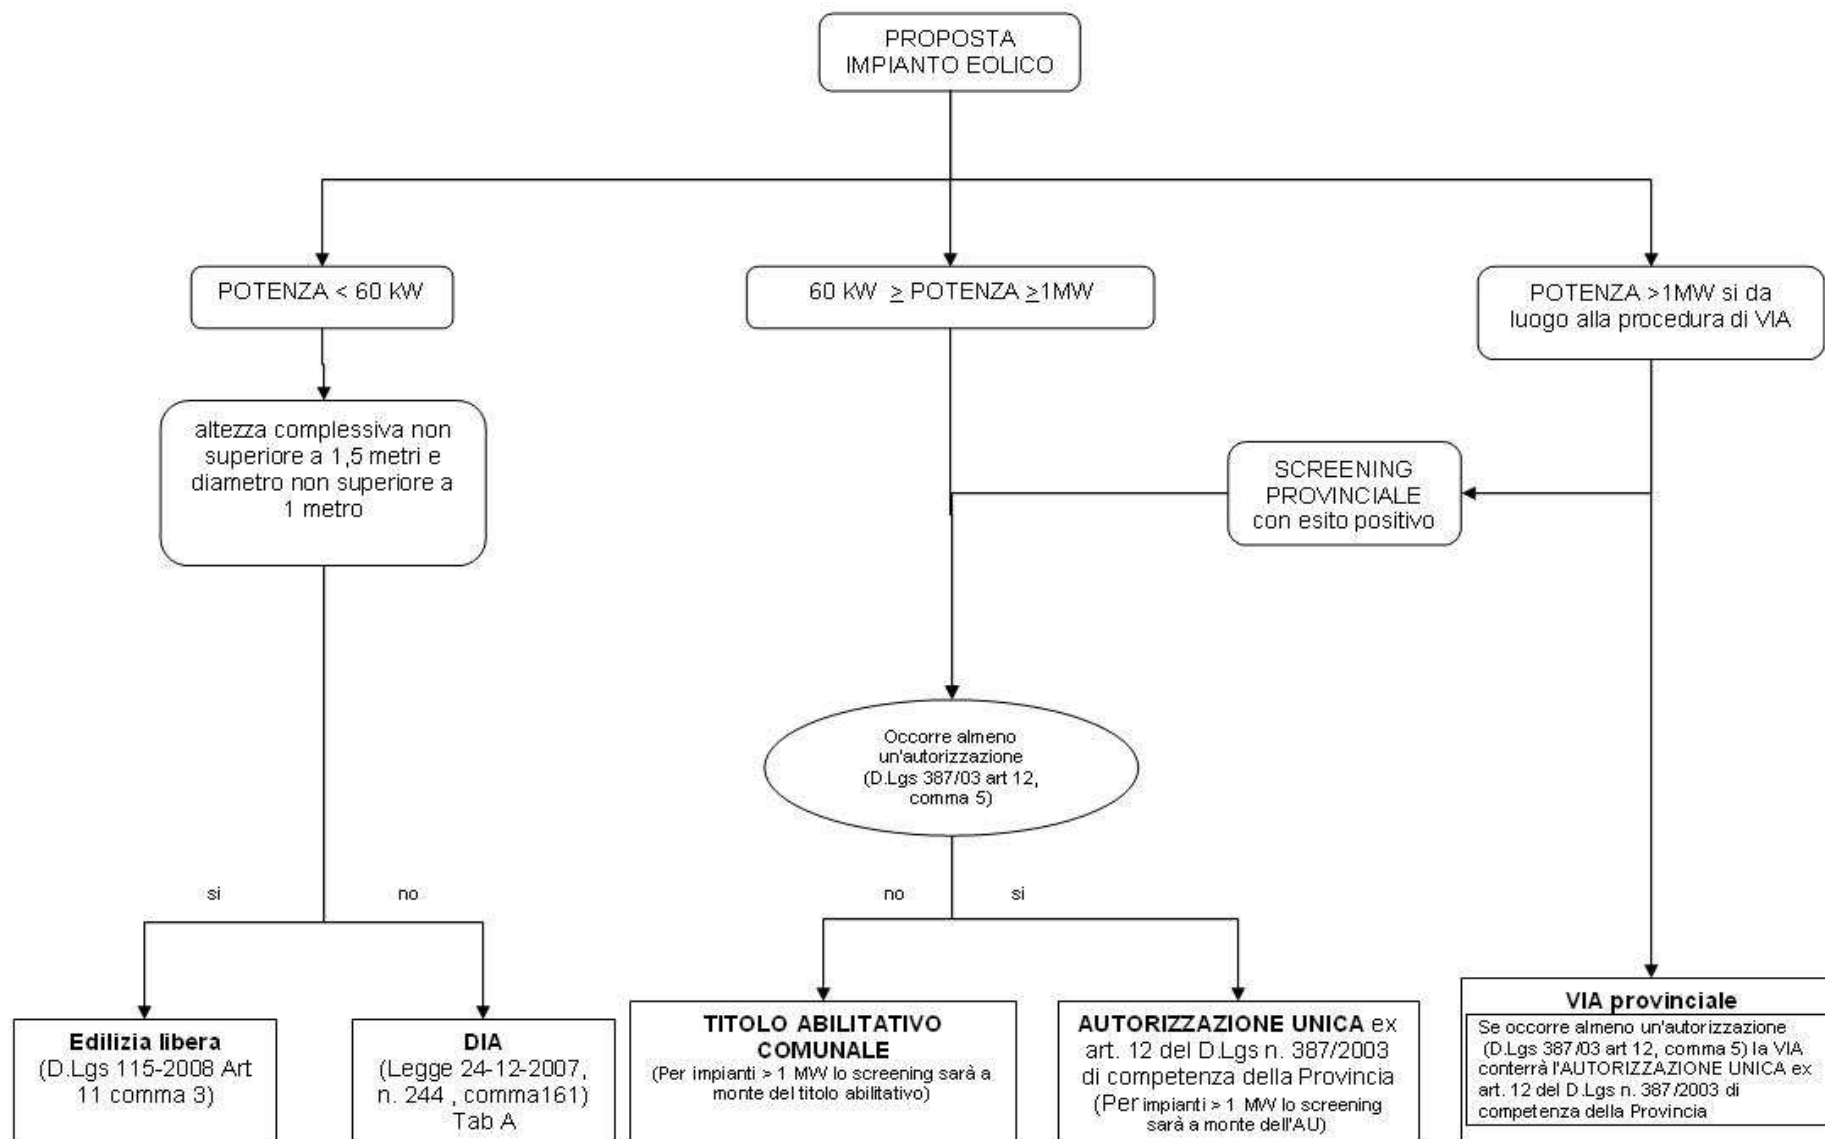 PROPOSTA
IMPIANTO EOLICO
POTENZA < 60 kW
60 kW ≥ POTENZA ≥1MW
POTENZA >1MW si da
luogo alla procedura di VIA
altezza complessiva non
superiore a 1,5 metri e
diametro non superiore a
1 metro
SCREENING
PROVINCIALE
con esito positivo
Occorre almeno
un'autorizzazione
(D.Lgs 387/03 art 12,
comma 5)
si
no
no
si
Edilizia libera
(D.Lgs 115-2008 Art
11 comma 3)
DIA
(Legge 24-12-2007,
n. 244 , comma161)
Tab A
TITOLO ABILITATIVO
COMUNALE
(Per impianti > 1 MW lo screening sarà a
monte del titolo abilitativo)
AUTORIZZAZIONE UNICA ex
art. 12 del D.Lgs n. 387/2003
di competenza della Provincia
(Per impianti > 1 MW lo screening
sarà a monte dell'AU)
VIA provinciale
Se occorre almeno un'autorizzazione
(D.Lgs 387/03 art 12, comma 5) la VIA
conterrà l'AUTORIZZAZIONE UNICA ex
art. 12 del D.Lgs n. 387/2003 di
competenza della Provincia